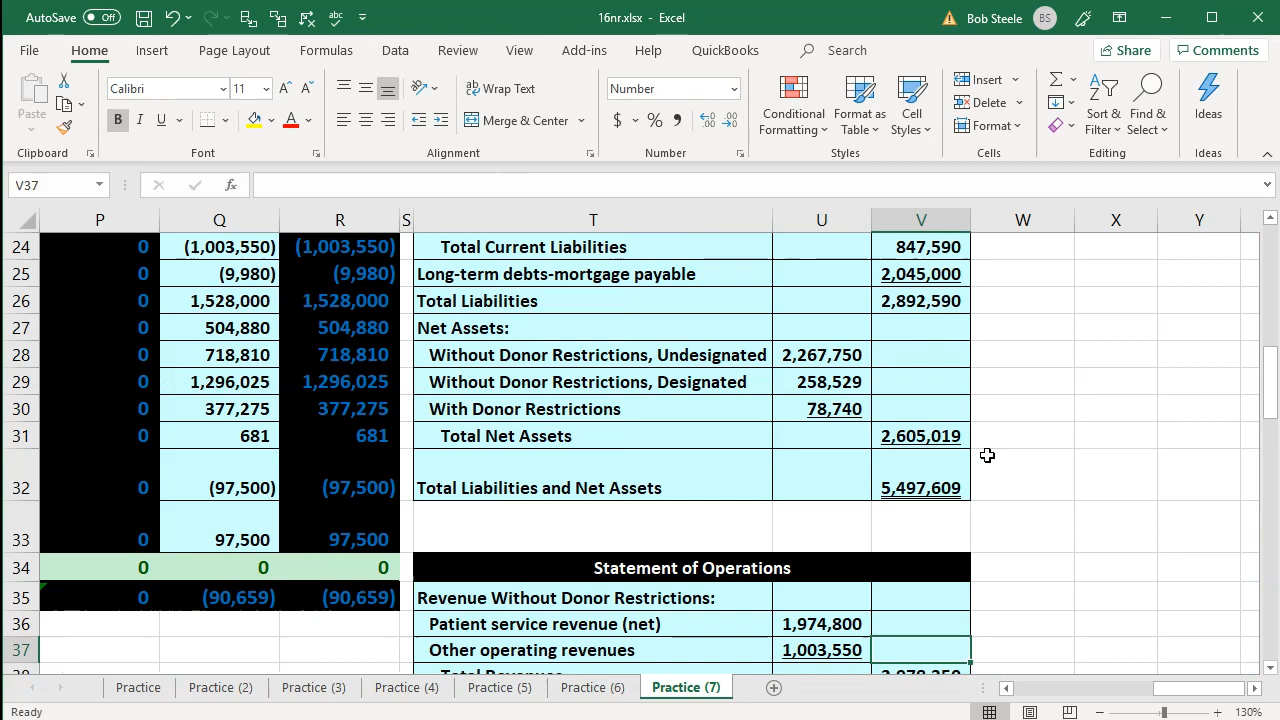 AutoSave Off 16nr.xlsx - Excel Bob Steele BS
File Home Insert Page Layout Formulas Data Review View Add-ins Help QuickBooks Search Share Comments
Calibri 11 Wrap Text Number Insert
Paste Merge & Center Conditional Formatting Format as Table Cell Styles Delete Sort & Filter Find & Select Ideas
B I U A $ % Format
Clipboard Font Alignment Number Styles Cells Editing Ideas
V37 fx
P Q R S T U V W X Y
24 0 (1,003,550) (1,003,550) Total Current Liabilities 847,590
25 0 (9,980) (9,980) Long-term debts-mortgage payable 2,045,000
26 0 1,528,000 1,528,000 Total Liabilities 2,892,590
27 0 504,880 504,880 Net Assets:
28 0 718,810 718,810 Without Donor Restrictions, Undesignated 2,267,750
29 0 1,296,025 1,296,025 Without Donor Restrictions, Designated 258,529
30 0 377,275 377,275 With Donor Restrictions 78,740
31 0 681 681 Total Net Assets 2,605,019
32 0 (97,500) (97,500) Total Liabilities and Net Assets 5,497,609
33 0 97,500 97,500
34 0 0 0 Statement of Operations
35 0 (90,659) (90,659) Revenue Without Donor Restrictions:
36 Patient service revenue (net) 1,974,800
37 Other operating revenues 1,003,550
Practice Practice (2) Practice (3) Practice (4) Practice (5) Practice (6) Practice (7)
Ready 130%